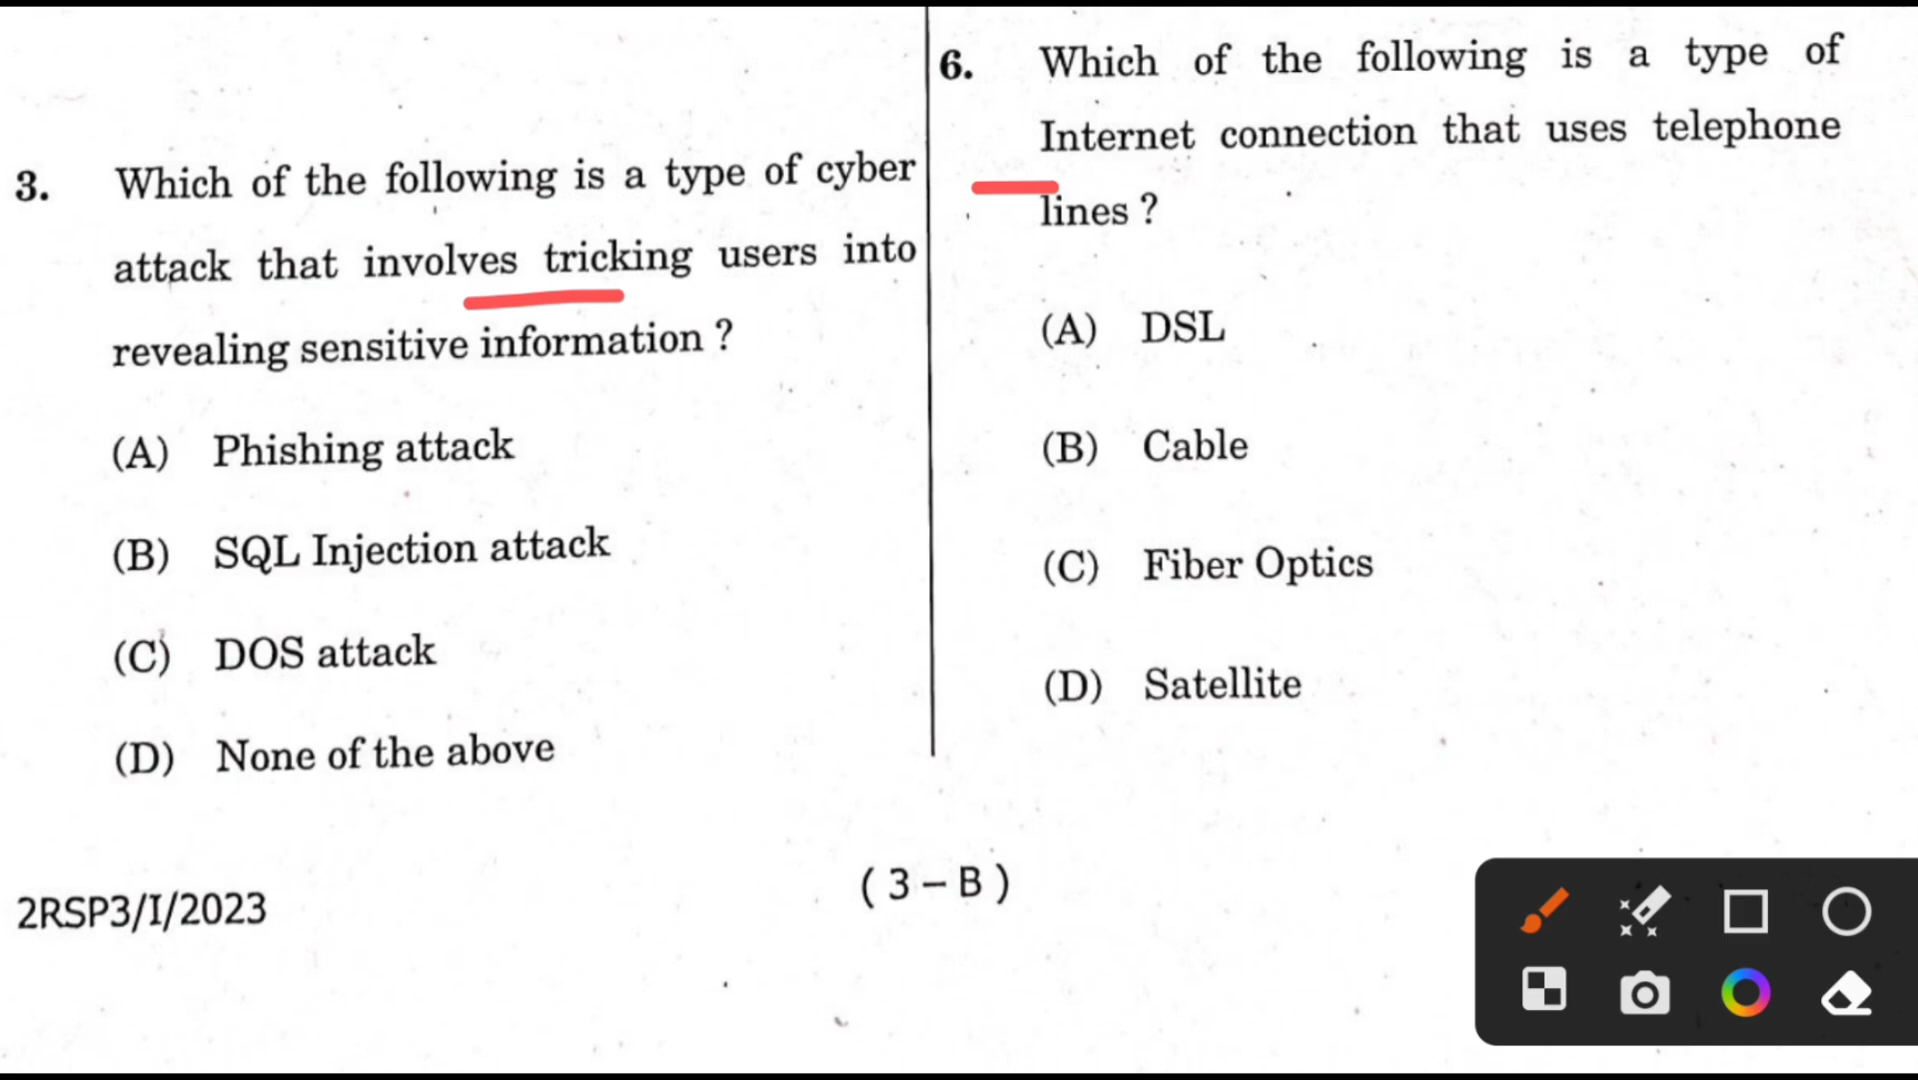 3. Which of the following is a type of cyber
attack that involves tricking users into
revealing sensitive information ?
(A) Phishing attack
(B) SQL Injection attack
(C) DOS attack
(D) None of the above
6. Which of the following is a type of
Internet connection that uses telephone
lines ?
(A) DSL
(B) Cable
(C) Fiber Optics
(D) Satellite
2RSP3/I/2023
( 3 – B )